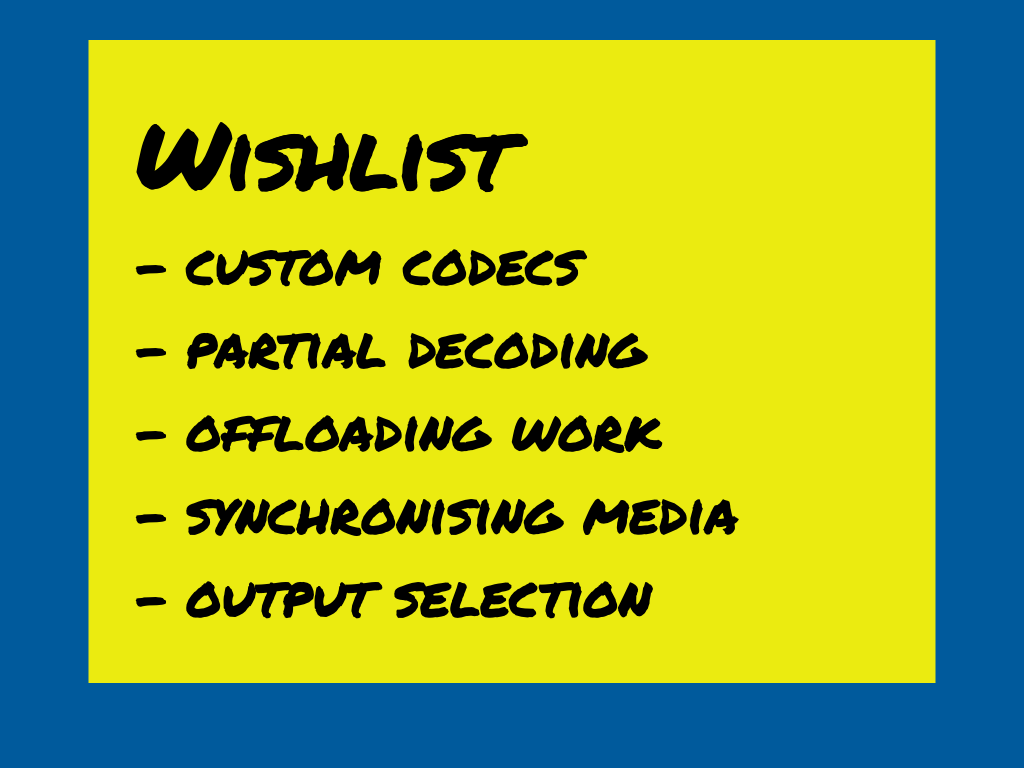 Wishlist
- custom codecs
- partial decoding
- offloading work
- synchronising media
- output selection